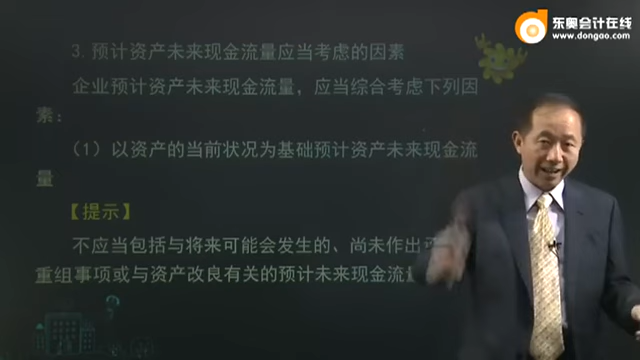 东奥会计在线
www.dongao.com
3.预计资产未来现金流量应当考虑的因素
企业预计资产未来现金流量，应当综合考虑下列因
素：
（1）以资产的当前状况为基础预计资产未来现金流
量
【提示】
不应当包括与将来可能会发生的、尚未作出
重组事项或与资产改良有关的预计未来现金流量